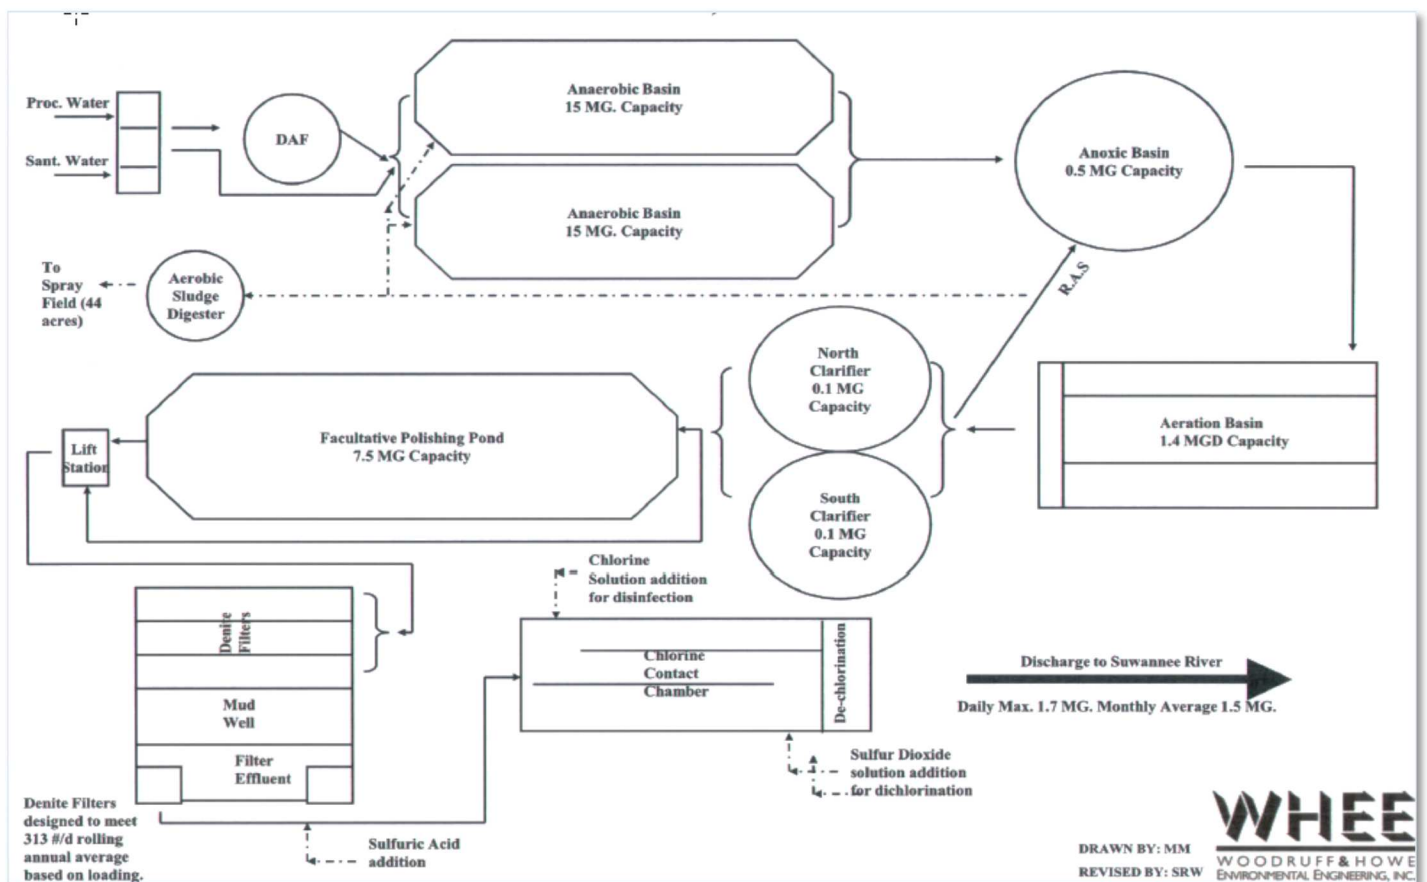 Proc. Water
Sant. Water
DAF
Anaerobic Basin
15 MG. Capacity
Anaerobic Basin
15 MG. Capacity
Anoxic Basin
0.5 MG Capacity
To
Spray
Field (44
acres)
Aerobic
Sludge
Digester
R.A.S
North
Clarifier
0.1 MG
Capacity
Aeration Basin
1.4 MGD Capacity
Facultative Polishing Pond
7.5 MG Capacity
Lift
Station
South
Clarifier
0.1 MG
Capacity
Chlorine
Solution addition
for disinfection
Denite
Filters
Mud
Well
Filter
Effluent
Chlorine
Contact
Chamber
De-chlorination
Discharge to Suwannee River
Daily Max. 1.7 MG. Monthly Average 1.5 MG.
Sulfur Dioxide
solution addition
for dichlorination
Denite Filters
designed to meet
313 #/d rolling
annual average
based on loading.
Sulfuric Acid
addition
DRAWN BY: MM
REVISED BY: SRW
WHEE
WOODRUFF & HOWE
ENVIRONMENTAL ENGINEERING, INC.